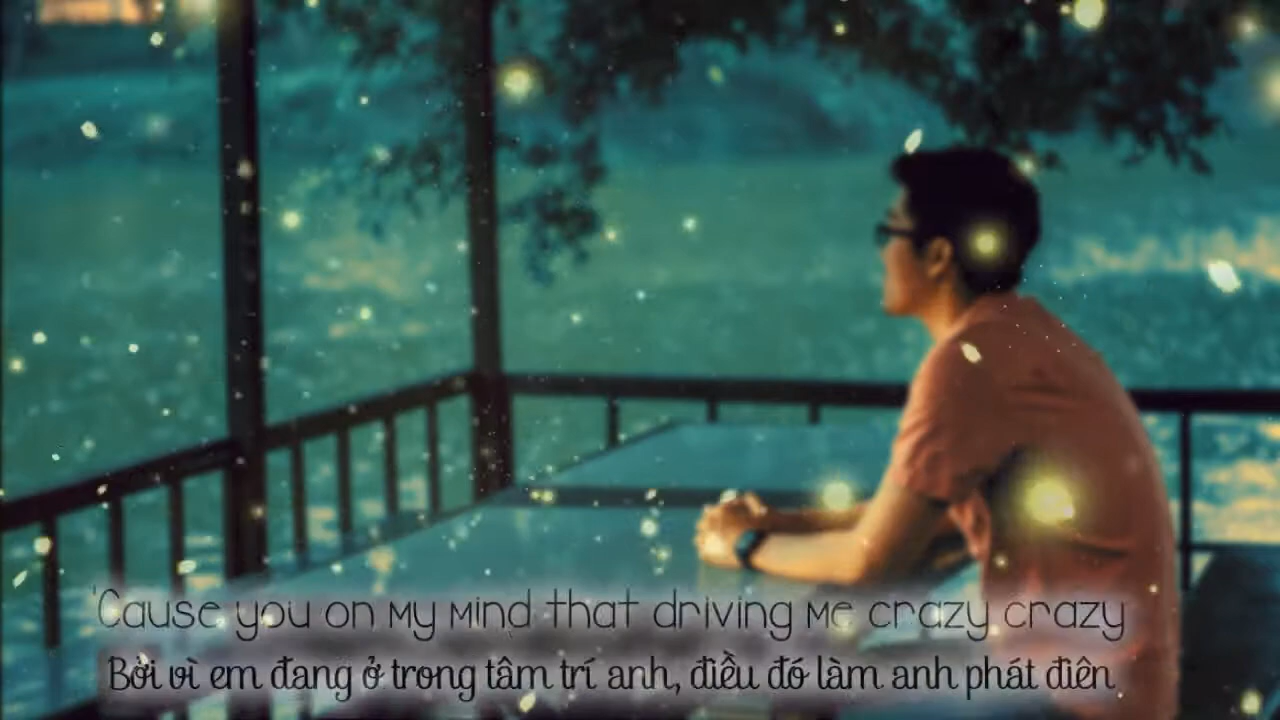 'Cause you on my mind that driving me crazy crazy
Bởi vì em đang ở trong tâm trí anh, điều đó làm anh phát điên